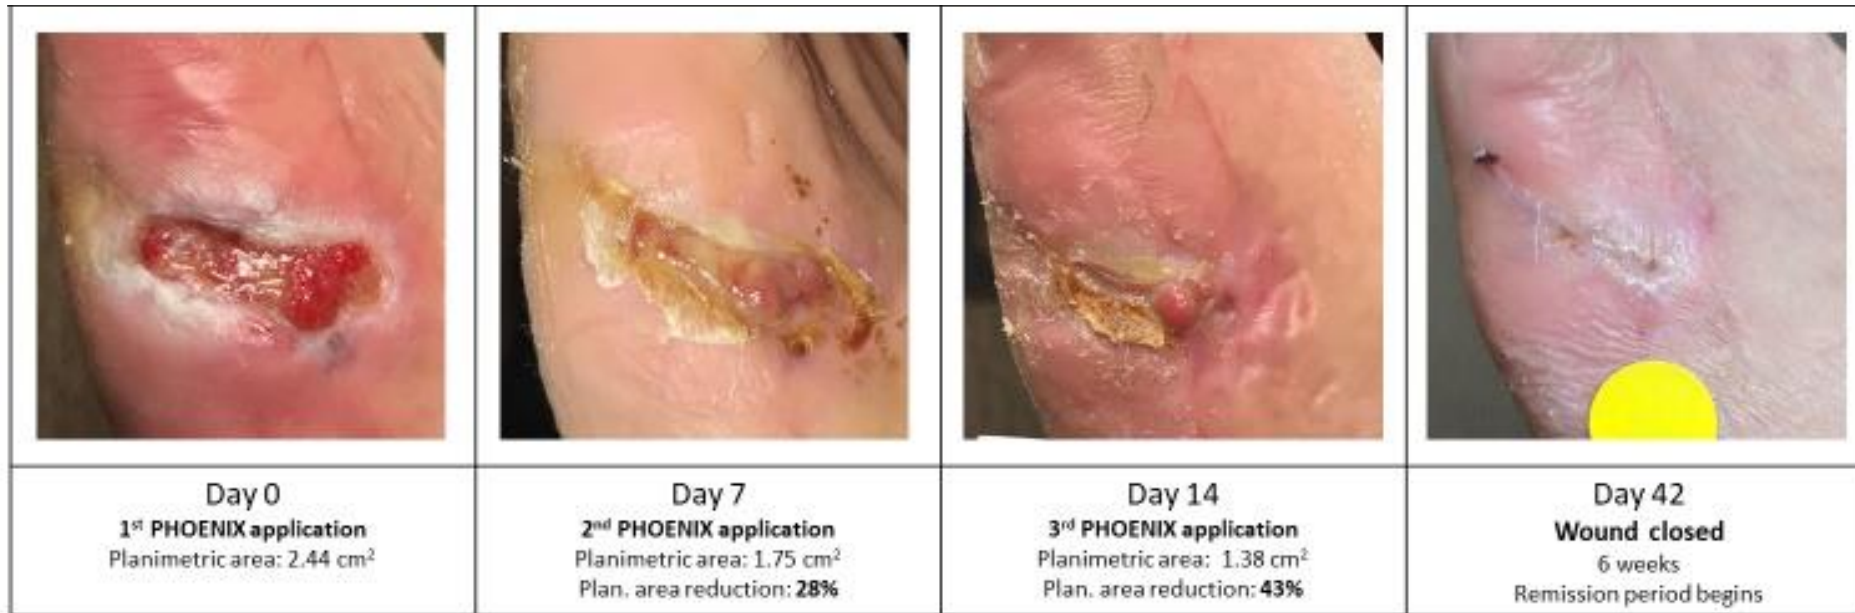 Day 0
1st PHOENIX application
Planimetric area: 2.44 cm2
Day 7
2nd PHOENIX application
Planimetric area: 1.75 cm2
Plan. area reduction: 28%
Day 14
3rd PHOENIX application
Planimetric area: 1.38 cm2
Plan. area reduction: 43%
Day 42
Wound closed
6 weeks
Remission period begins